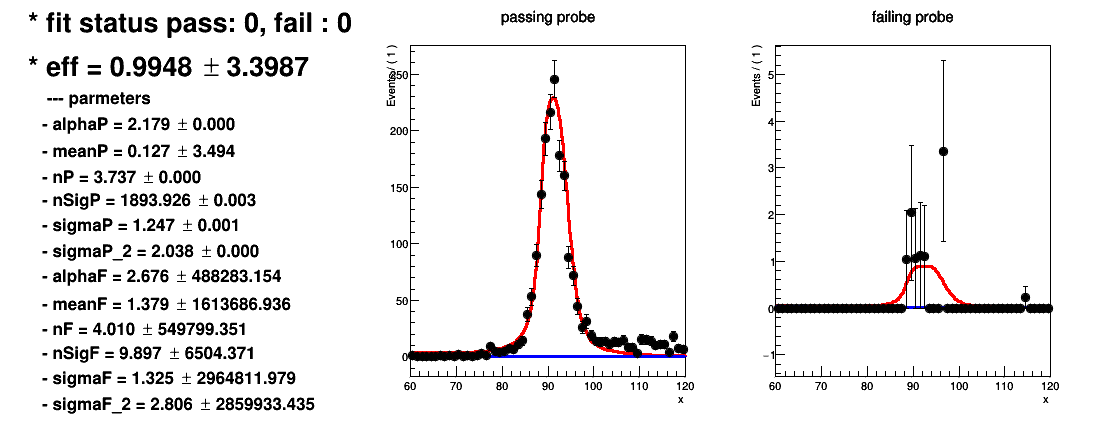 * fit status pass: 0, fail : 0
* eff = 0.9948 ± 3.3987
--- parmeters
- alphaP = 2.179 ± 0.000
- meanP = 0.127 ± 3.494
- nP = 3.737 ± 0.000
- nSigP = 1893.926 ± 0.003
- sigmaP = 1.247 ± 0.001
- sigmaP_2 = 2.038 ± 0.000
- alphaF = 2.676 ± 488283.154
- meanF = 1.379 ± 1613686.936
- nF = 4.010 ± 549799.351
- nSigF = 9.897 ± 6504.371
- sigmaF = 1.325 ± 2964811.979
- sigmaF_2 = 2.806 ± 2859933.435
passing probe
Events / ( 1 )
250
200
150
100
50
0
60 70 80 90 100 110 120
x
failing probe
Events / ( 1 )
5
4
3
2
1
0
−1
60 70 80 90 100 110 120
x